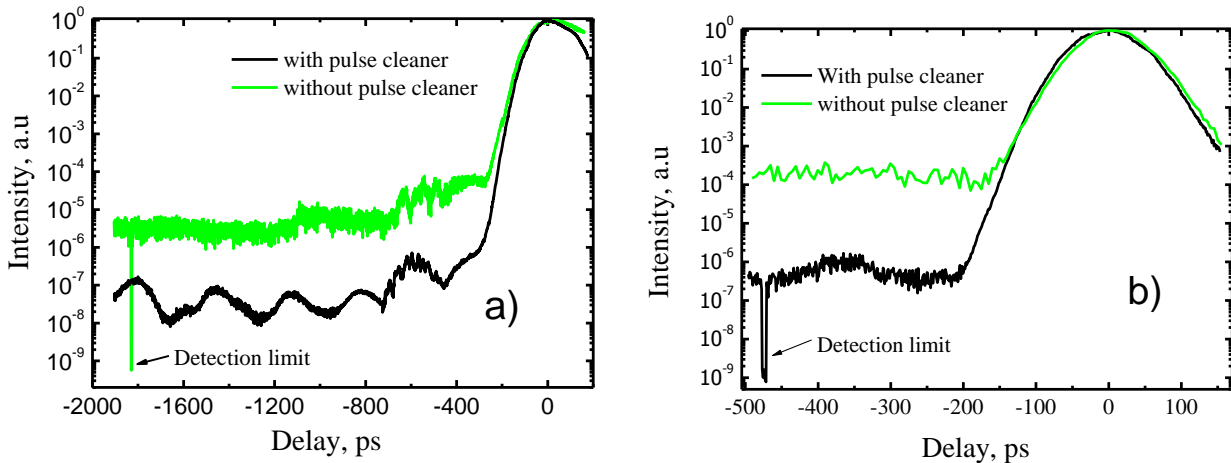 Intensity, a.u
10^0
10^-1
10^-2
10^-3
10^-4
10^-5
10^-6
10^-7
10^-8
10^-9
with pulse cleaner
without pulse cleaner
a)
Detection limit
-2000 -1600 -1200 -800 -400 0
Delay, ps
Intensity, a.u
10^0
10^-1
10^-2
10^-3
10^-4
10^-5
10^-6
10^-7
10^-8
10^-9
With pulse cleaner
without pulse cleaner
b)
Detection limit
-500 -400 -300 -200 -100 0 100
Delay, ps